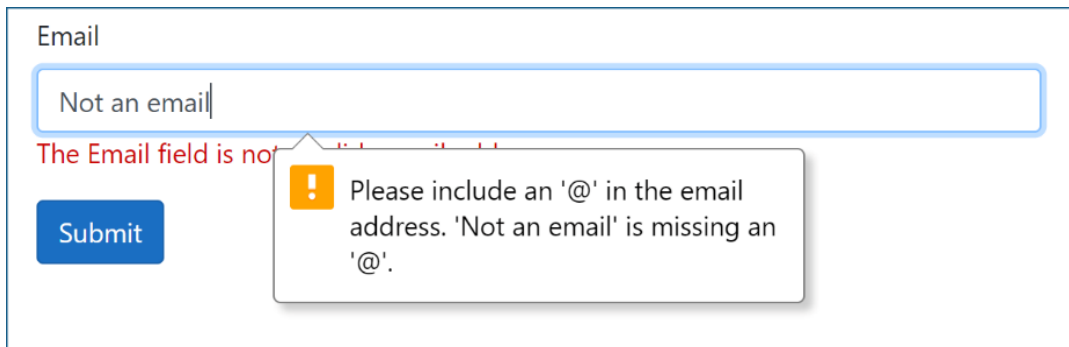 Email
Not an email
The Email field is not
Please include an '@' in the email
address. 'Not an email' is missing an
'@'.
Submit